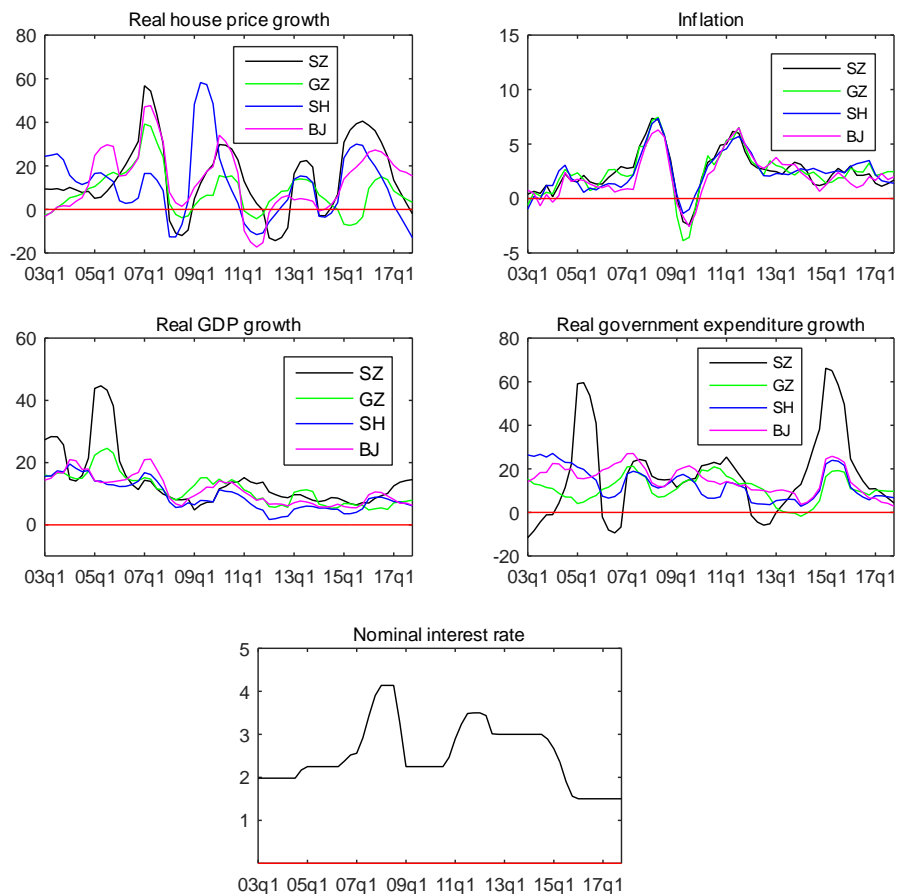 Real house price growth
80
60
40
20
0
-20
03q1 05q1 07q1 09q1 11q1 13q1 15q1 17q1
SZ
GZ
SH
BJ
Inflation
15
10
5
0
-5
03q1 05q1 07q1 09q1 11q1 13q1 15q1 17q1
SZ
GZ
SH
BJ
Real GDP growth
60
40
20
0
03q1 05q1 07q1 09q1 11q1 13q1 15q1 17q1
SZ
GZ
SH
BJ
Real government expenditure growth
80
60
40
20
0
-20
03q1 05q1 07q1 09q1 11q1 13q1 15q1 17q1
SZ
GZ
SH
BJ
Nominal interest rate
5
4
3
2
1
03q1 05q1 07q1 09q1 11q1 13q1 15q1 17q1